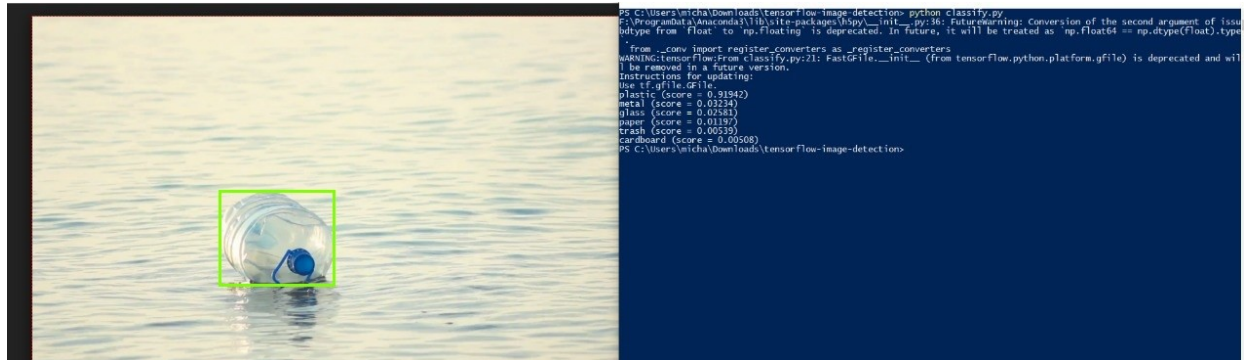 PS C:\Users\micha\Downloads\tensorflow-image-detection> python classify.py
F:\ProgramData\Anaconda3\lib\site-packages\h5py\__init__.py:36: FutureWarning: Conversion of the second argument of issu
bdtype from `float` to `np.floating` is deprecated. In future, it will be treated as `np.float64 == np.dtype(float).type
`.
from ._conv import register_converters as _register_converters
WARNING:tensorflow:From classify.py:21: FastGFile.__init__ (from tensorflow.python.platform.gfile) is deprecated and wil
l be removed in a future version.
Instructions for updating:
Use tf.gfile.GFile.
plastic (score = 0.91942)
metal (score = 0.03234)
glass (score = 0.02581)
paper (score = 0.01197)
trash (score = 0.00539)
cardboard (score = 0.00508)
PS C:\Users\micha\Downloads\tensorflow-image-detection>